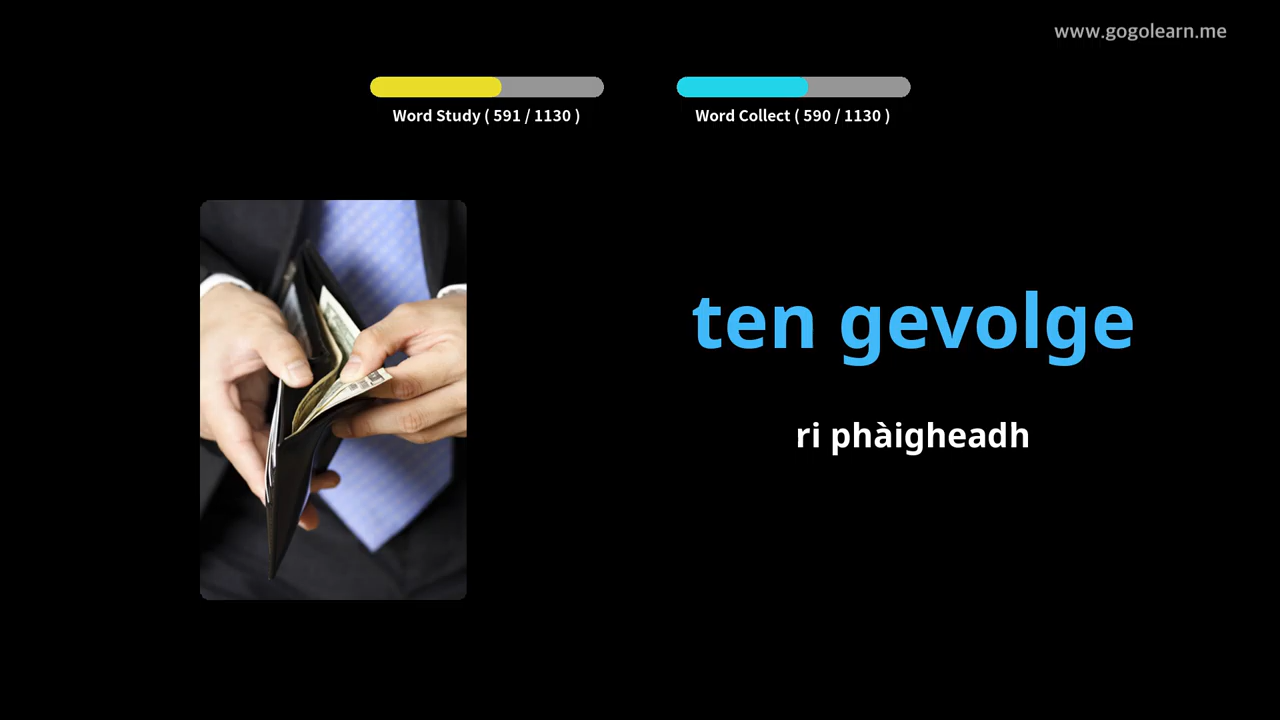 www.gogolearn.me
Word Study ( 591 / 1130 )
Word Collect ( 590 / 1130 )
ten gevolge
ri phàigheadh